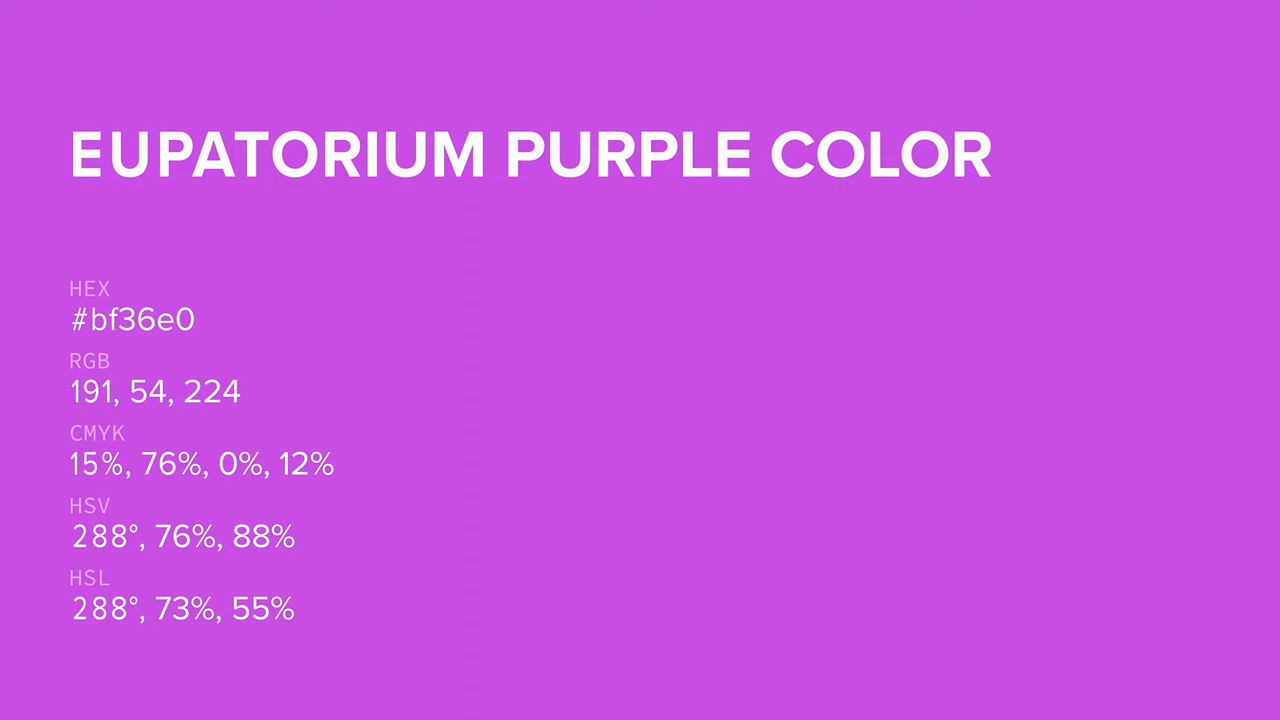 EUPATORIUM PURPLE COLOR
HEX
#bf36e0
RGB
191, 54, 224
CMYK
15%, 76%, 0%, 12%
HSV
288°, 76%, 88%
HSL
288°, 73%, 55%